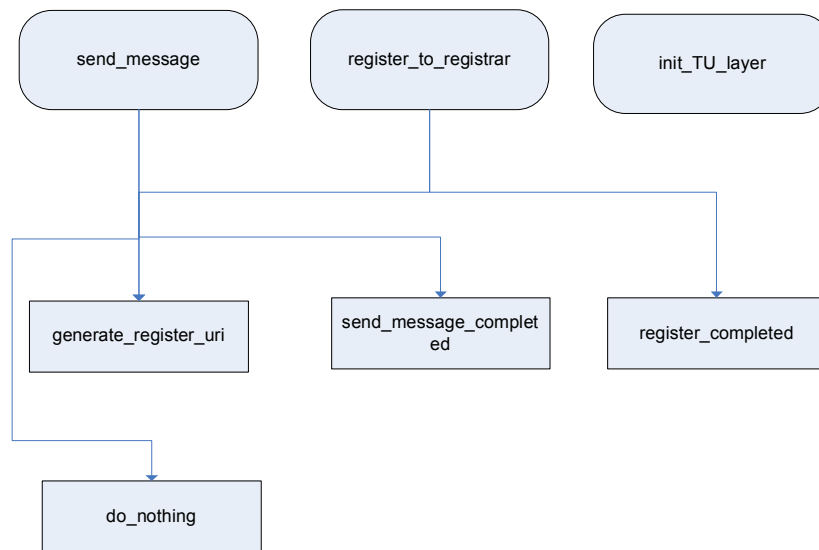 send_message
register_to_registrar
init_TU_layer
generate_register_uri
send_message_complet
ed
register_completed
do_nothing